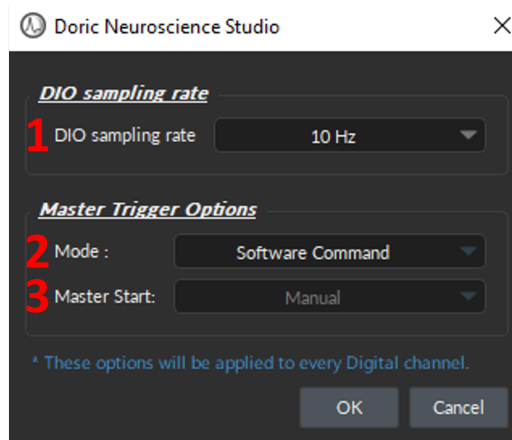 Doric Neuroscience Studio
DIO sampling rate
1 DIO sampling rate 10 Hz
Master Trigger Options
2 Mode : Software Command
3 Master Start: Manual
* These options will be applied to every Digital channel.
OK Cancel